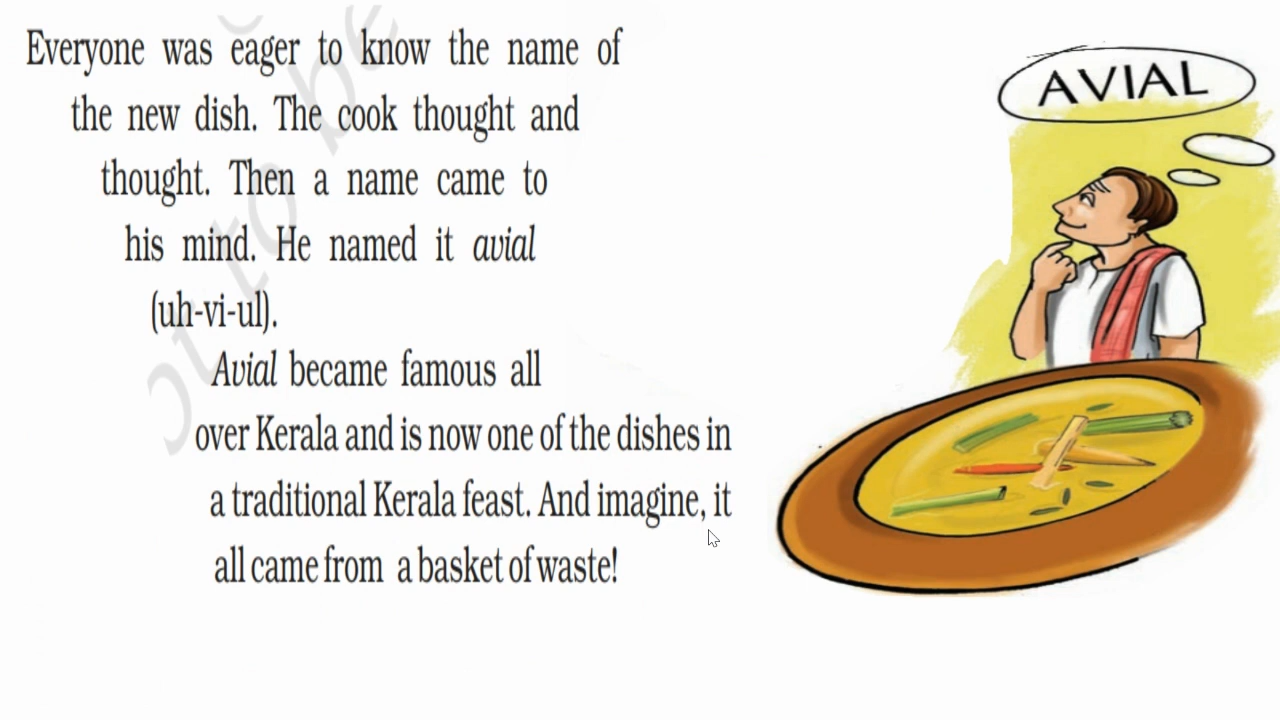 Everyone was eager to know the name of
the new dish. The cook thought and
thought. Then a name came to
his mind. He named it avial
(uh-vi-ul).
Avial became famous all
over Kerala and is now one of the dishes in
a traditional Kerala feast. And imagine, it
all came from a basket of waste!
AVIAL
to be